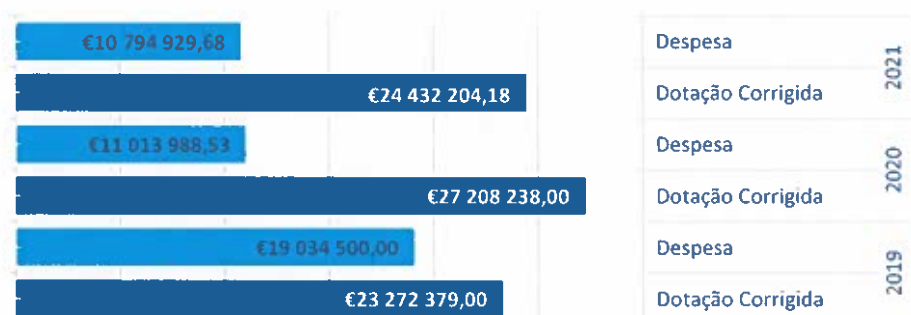 €10 794 929,68 Despesa
2021
€24 432 204,18 Dotação Corrigida
€11 013 988,53 Despesa
2020
€27 208 238,00 Dotação Corrigida
€19 034 500,00 Despesa
2019
€23 272 379,00 Dotação Corrigida